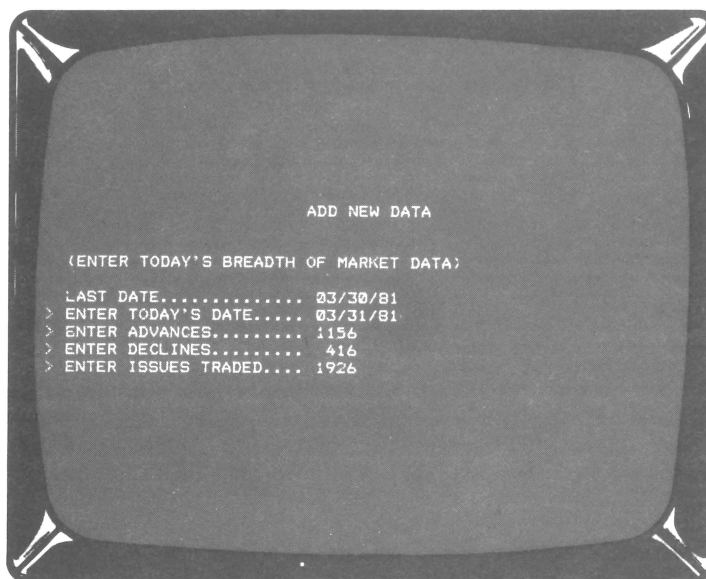 ADD NEW DATA
(ENTER TODAY'S BREADTH OF MARKET DATA)
LAST DATE.............. 03/30/81
> ENTER TODAY'S DATE..... 03/31/81
> ENTER ADVANCES......... 1156
> ENTER DECLINES......... 416
> ENTER ISSUES TRADED.... 1926